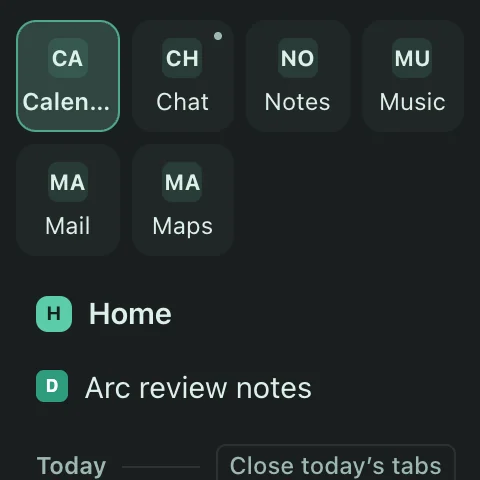 CA CH NO MU
Calen... Chat Notes Music
MA MA
Mail Maps
H Home
D Arc review notes
Today Close today's tabs